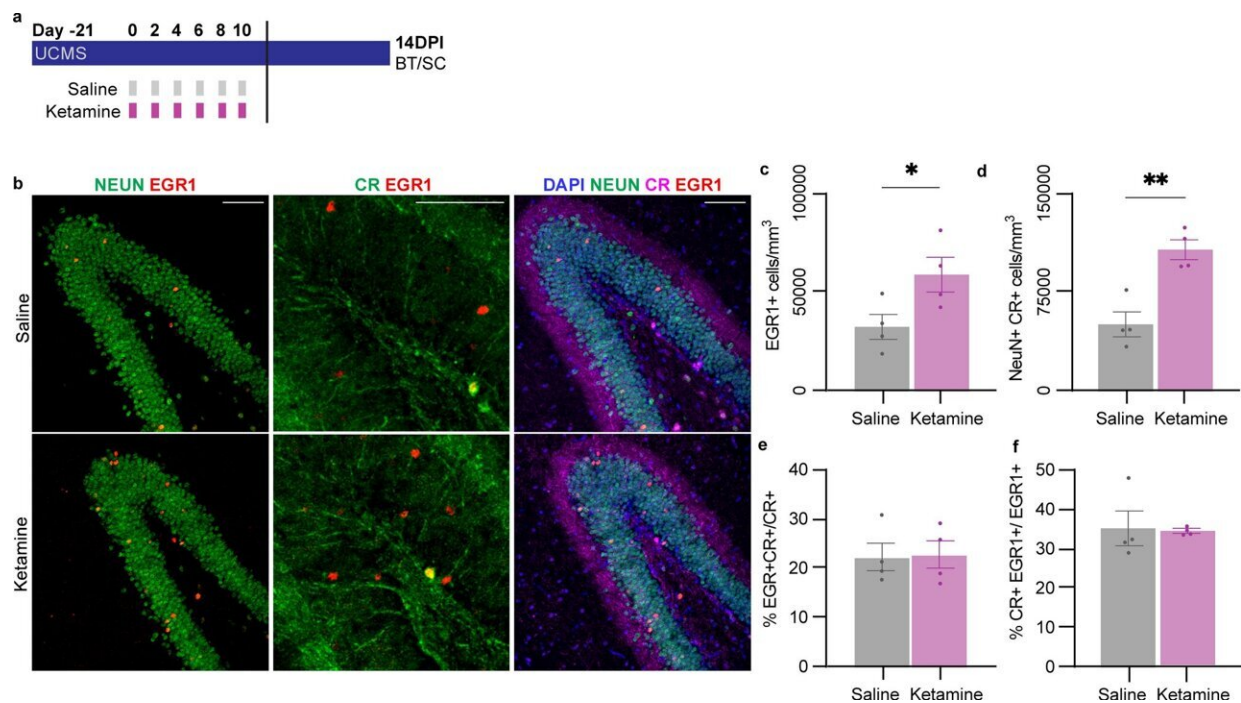 a
Day -21 0 2 4 6 8 10
UCMS
14DPI
BT/SC
Saline
Ketamine
b
NEUN EGR1
CR EGR1
DAPI NEUN CR EGR1
Saline
Ketamine
c
*
EGR1+ cells/mm³
100000
50000
0
Saline Ketamine
d
**
NeuN+ CR+ cells/mm³
150000
75000
0
Saline Ketamine
e
% EGR+CR+/CR+
40
30
20
10
0
Saline Ketamine
f
% CR+ EGR1+/ EGR1+
50
40
30
20
10
0
Saline Ketamine